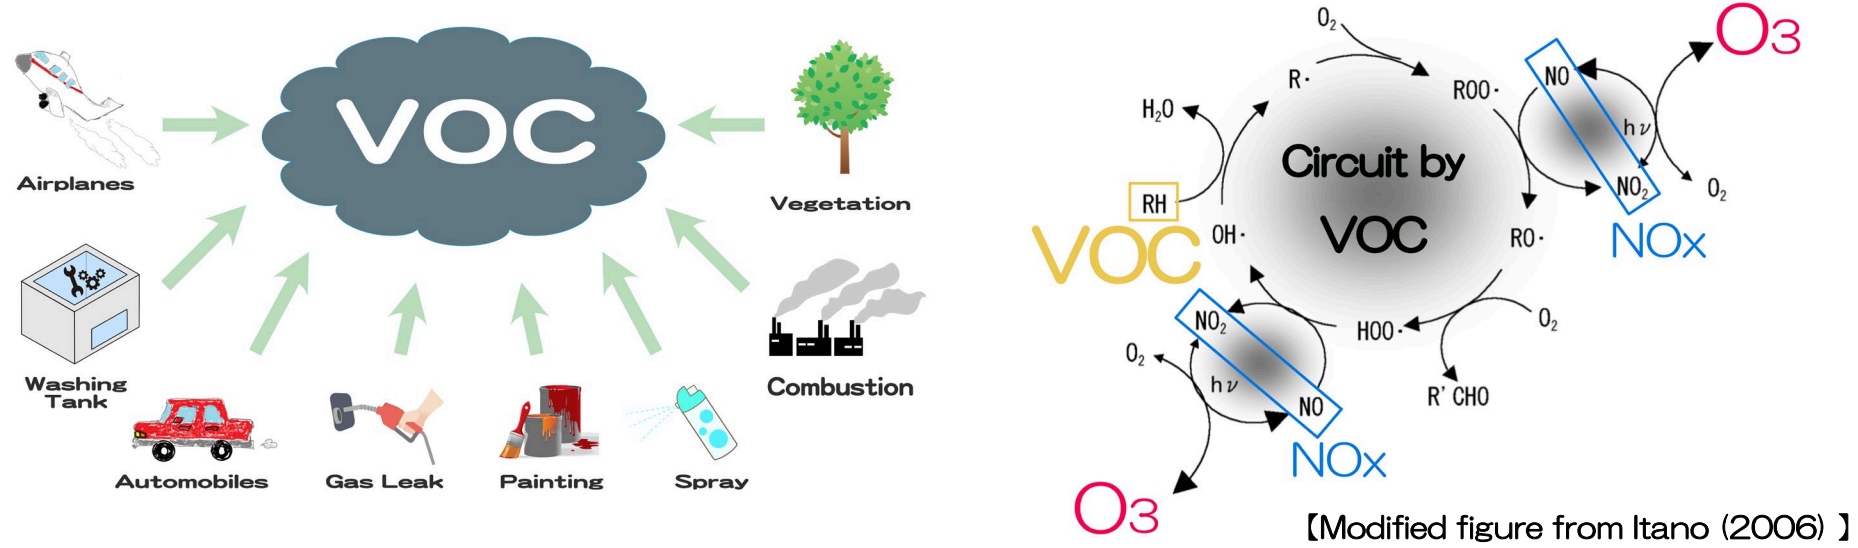 VOC
Airplanes
Vegetation
Washing
Tank
Combustion
Automobiles
Gas Leak
Painting
Spray
O3
O₂
R・
ROO・
NO
hν
NO₂
O₂
NOx
H₂O
RH
VOC
OH・
Circuit by
VOC
RO・
NO₂
HOO・
O₂
O₂
hν
NO
R' CHO
NOx
O3
【Modified figure from Itano (2006) 】